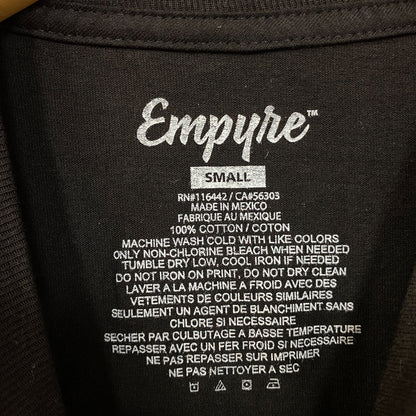 Empyre™
SMALL
RN#116442 / CA#56303
MADE IN MEXICO
FABRIQUE AU MEXIQUE
100% COTTON / COTON
MACHINE WASH COLD WITH LIKE COLORS
ONLY NON-CHLORINE BLEACH WHEN NEEDED
TUMBLE DRY LOW, COOL IRON IF NEEDED
DO NOT IRON ON PRINT, DO NOT DRY CLEAN
LAVER A LA MACHINE A FROID AVEC DES
VETEMENTS DE COULEURS SIMILAIRES
SEULEMENT UN AGENT DE BLANCHIMENT SANS
CHLORE SI NECESSAIRE
SECHER PAR CULBUTAGE A BASSE TEMPERATURE
REPASSER AVEC UN FER FROID SI NECESSAIRE
NE PAS REPASSER SUR IMPRIMER
NE PAS NETTOYER A SEC